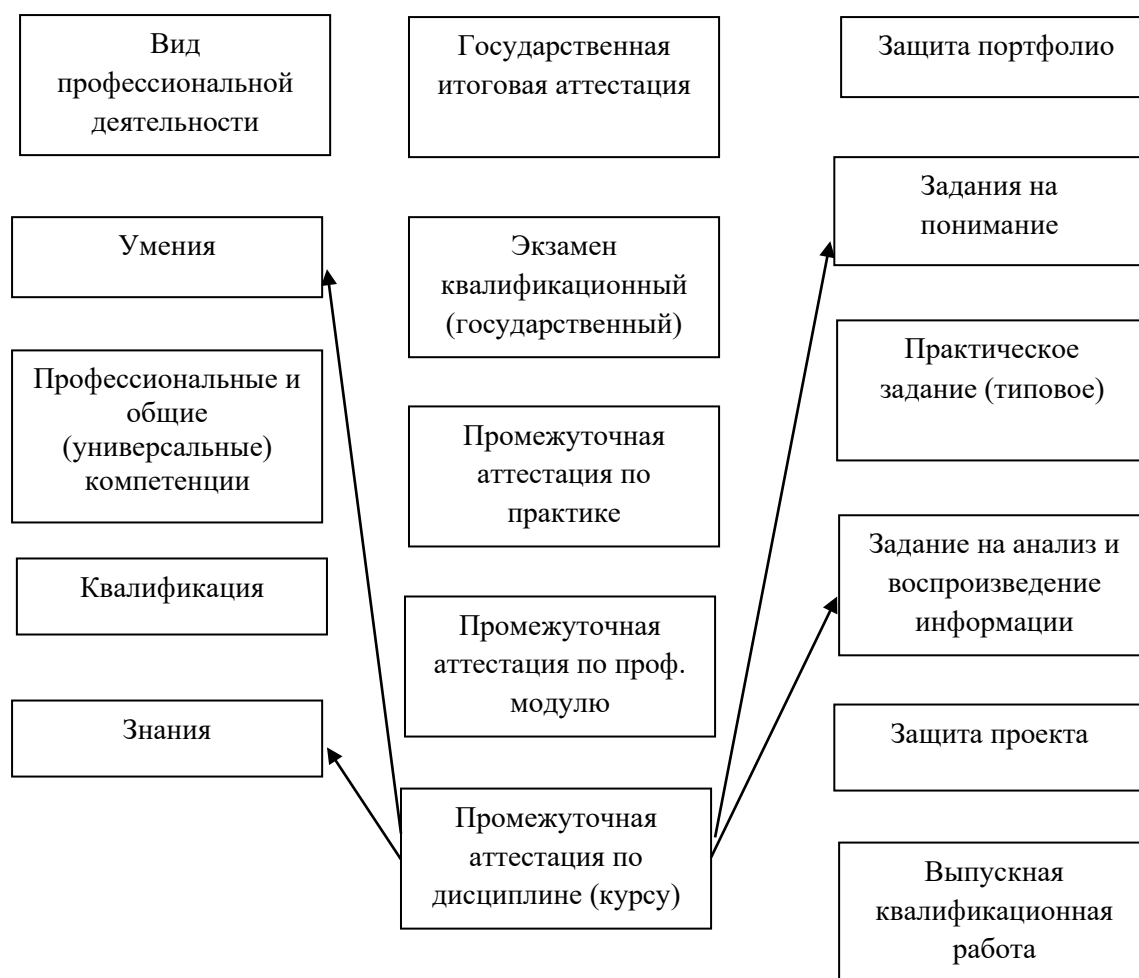 Вид
профессиональной
деятельности
Умения
Профессиональные и
общие
(универсальные)
компетенции
Квалификация
Знания
Государственная
итоговая аттестация
Экзамен
квалификационный
(государственный)
Промежуточная
аттестация по
практике
Промежуточная
аттестация по проф.
модулю
Промежуточная
аттестация по
дисциплине (курсу)
Защита портфолио
Задания на
понимание
Практическое
задание (типовое)
Задание на анализ и
воспроизведение
информации
Защита проекта
Выпускная
квалификационная
работа